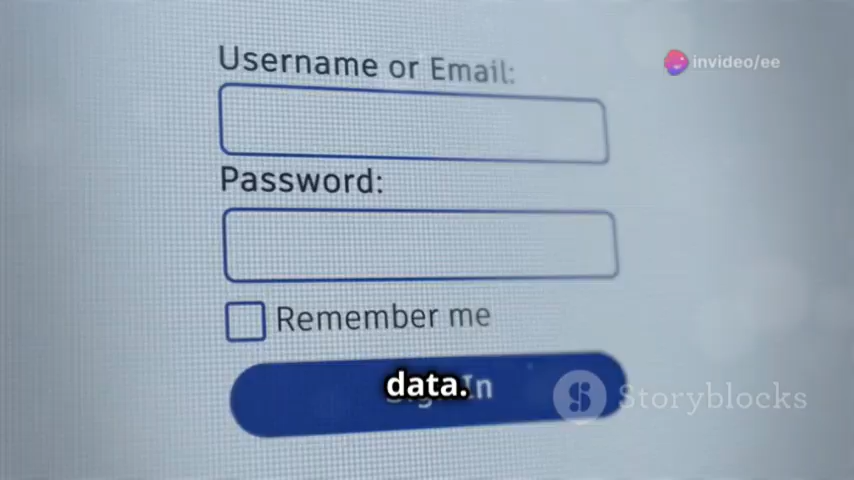 Username or Email:
invideo/ee
Password:
Remember me
data.
Storyblocks